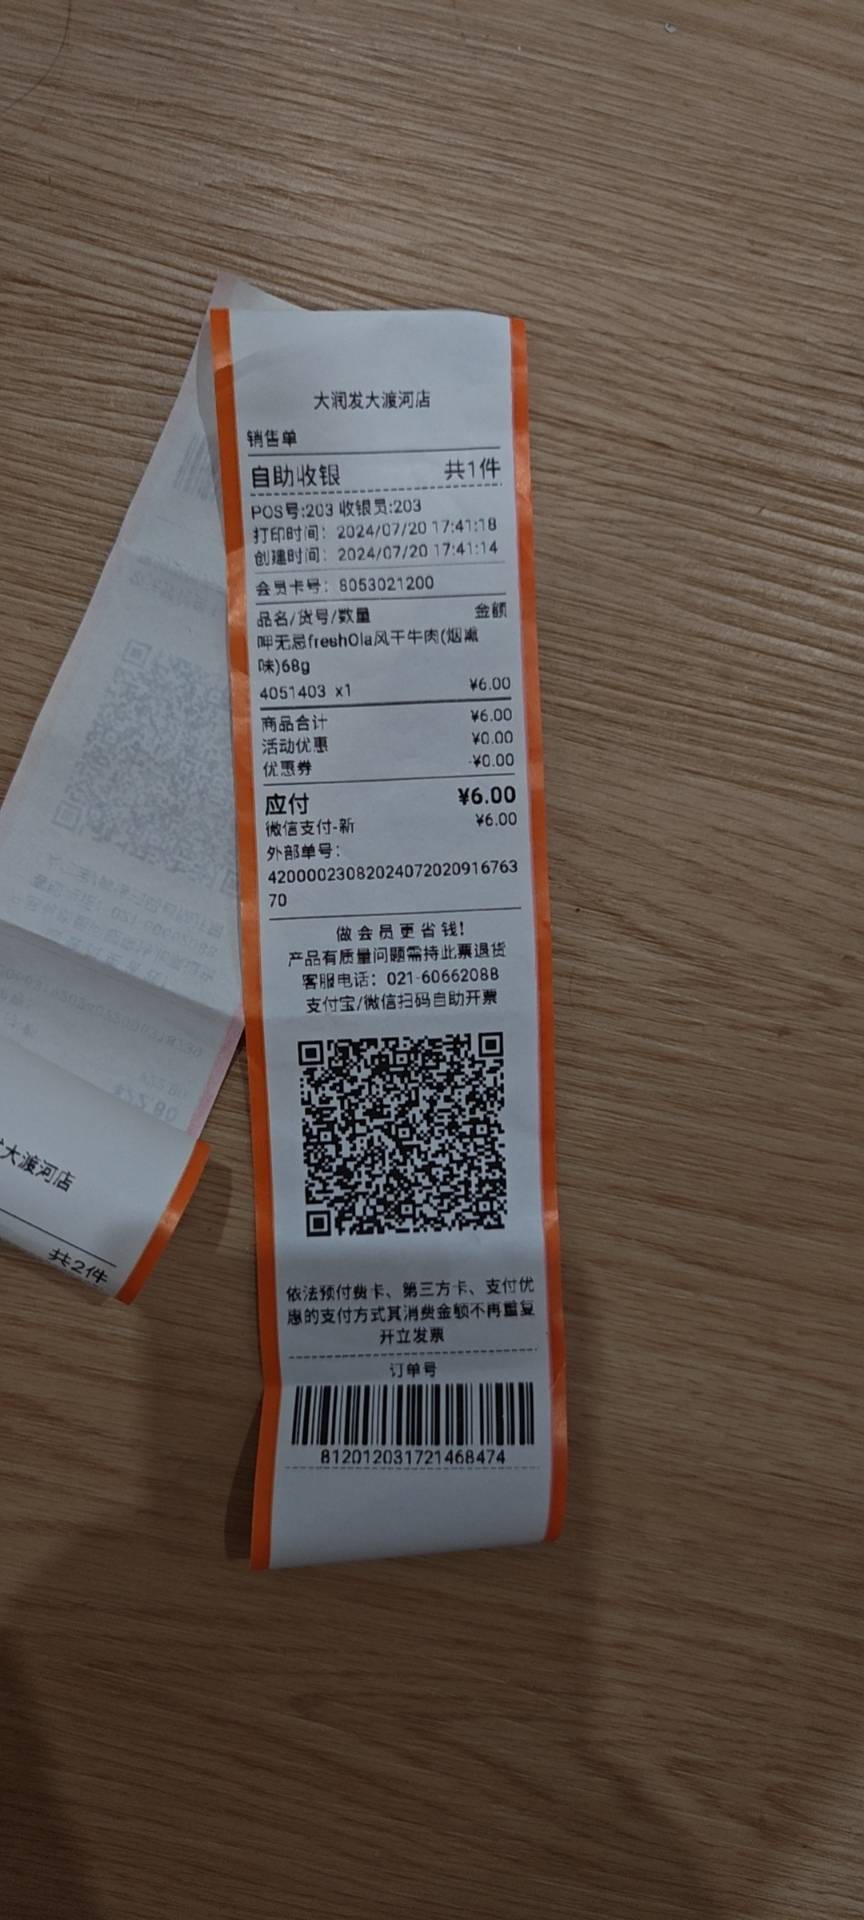 大润发大渡河店
销售单
自助收银 共1件
POS号:203 收银员:203
打印时间: 2024/07/20 17:41:18
创建时间: 2024/07/20 17:41:14
会员卡号: 8053021200
品名/货号/数量 金额
呷无忌freshOla风干牛肉(烟熏
味)68g
4051403 x1 ¥6.00
商品合计 ¥6.00
活动优惠 ¥0.00
优惠券 -¥0.00
应付 ¥6.00
微信支付-新 ¥6.00
外部单号:
42000023082024072020916763
70
做会员更省钱!
产品有质量问题需持此票退货
客服电话: 021-60662088
支付宝/微信扫码自助开票
依法预付费卡、第三方卡、支付优
惠的支付方式其消费金额不再重复
开立发票
订单号
812012031721468474
大渡河店
共2件